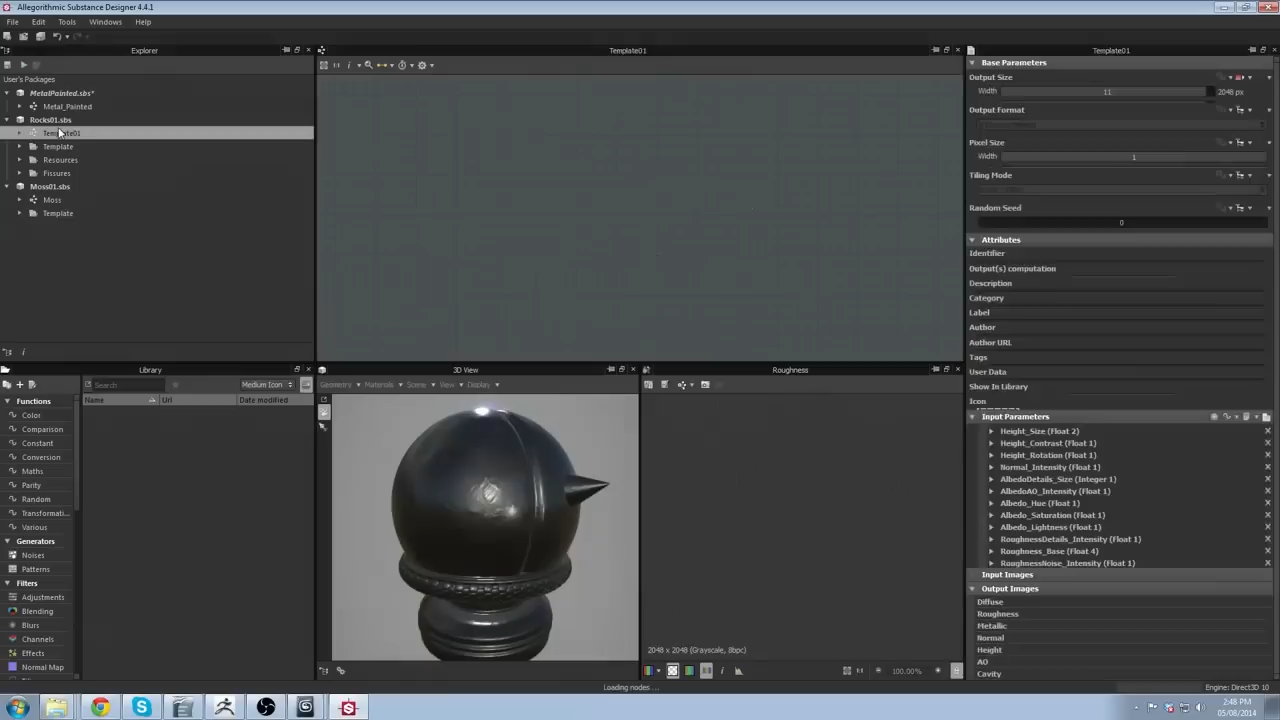 Allegorithmic Substance Designer 4.4.1
File Edit Tools Windows Help
Explorer
User's Packages
MetalPainted.sbs*
Metal_Painted
Rocks01.sbs
Template01
Template
Resources
Fissures
Moss01.sbs
Moss
Template
Template01
Template01
Base Parameters
Output Size
Width 11 2048 px
Output Format
Pixel Size
Width 1
Tiling Mode
Random Seed
0
Attributes
Identifier
Output(s) computation
Description
Category
Label
Author
Author URL
Tags
User Data
Show In Library
Icon
Input Parameters
Height_Size (Float 2)
Height_Contrast (Float 1)
Height_Rotation (Float 1)
Normal_Intensity (Float 1)
AlbedoDetails_Size (Integer 1)
AlbedoAO_Intensity (Float 1)
Albedo_Hue (Float 1)
Albedo_Saturation (Float 1)
Albedo_Lightness (Float 1)
RoughnessDetails_Intensity (Float 1)
Roughness_Base (Float 4)
RoughnessNoise_Intensity (Float 1)
Input Images
Output Images
Diffuse
Roughness
Metallic
Normal
Height
AO
Cavity
Library
Search Medium Icon
Name Url Date modified
Functions
Color
Comparison
Constant
Conversion
Maths
Parity
Random
Transformati...
Various
Generators
Noises
Patterns
Filters
Adjustments
Blending
Blurs
Channels
Effects
Normal Map
3D View
Geometry Materials Scene View Display
Roughness
2048 x 2048 (Grayscale, 8bpc)
100.00%
Loading nodes ...
Engine: Direct3D 10
2:48 PM
05/08/2014